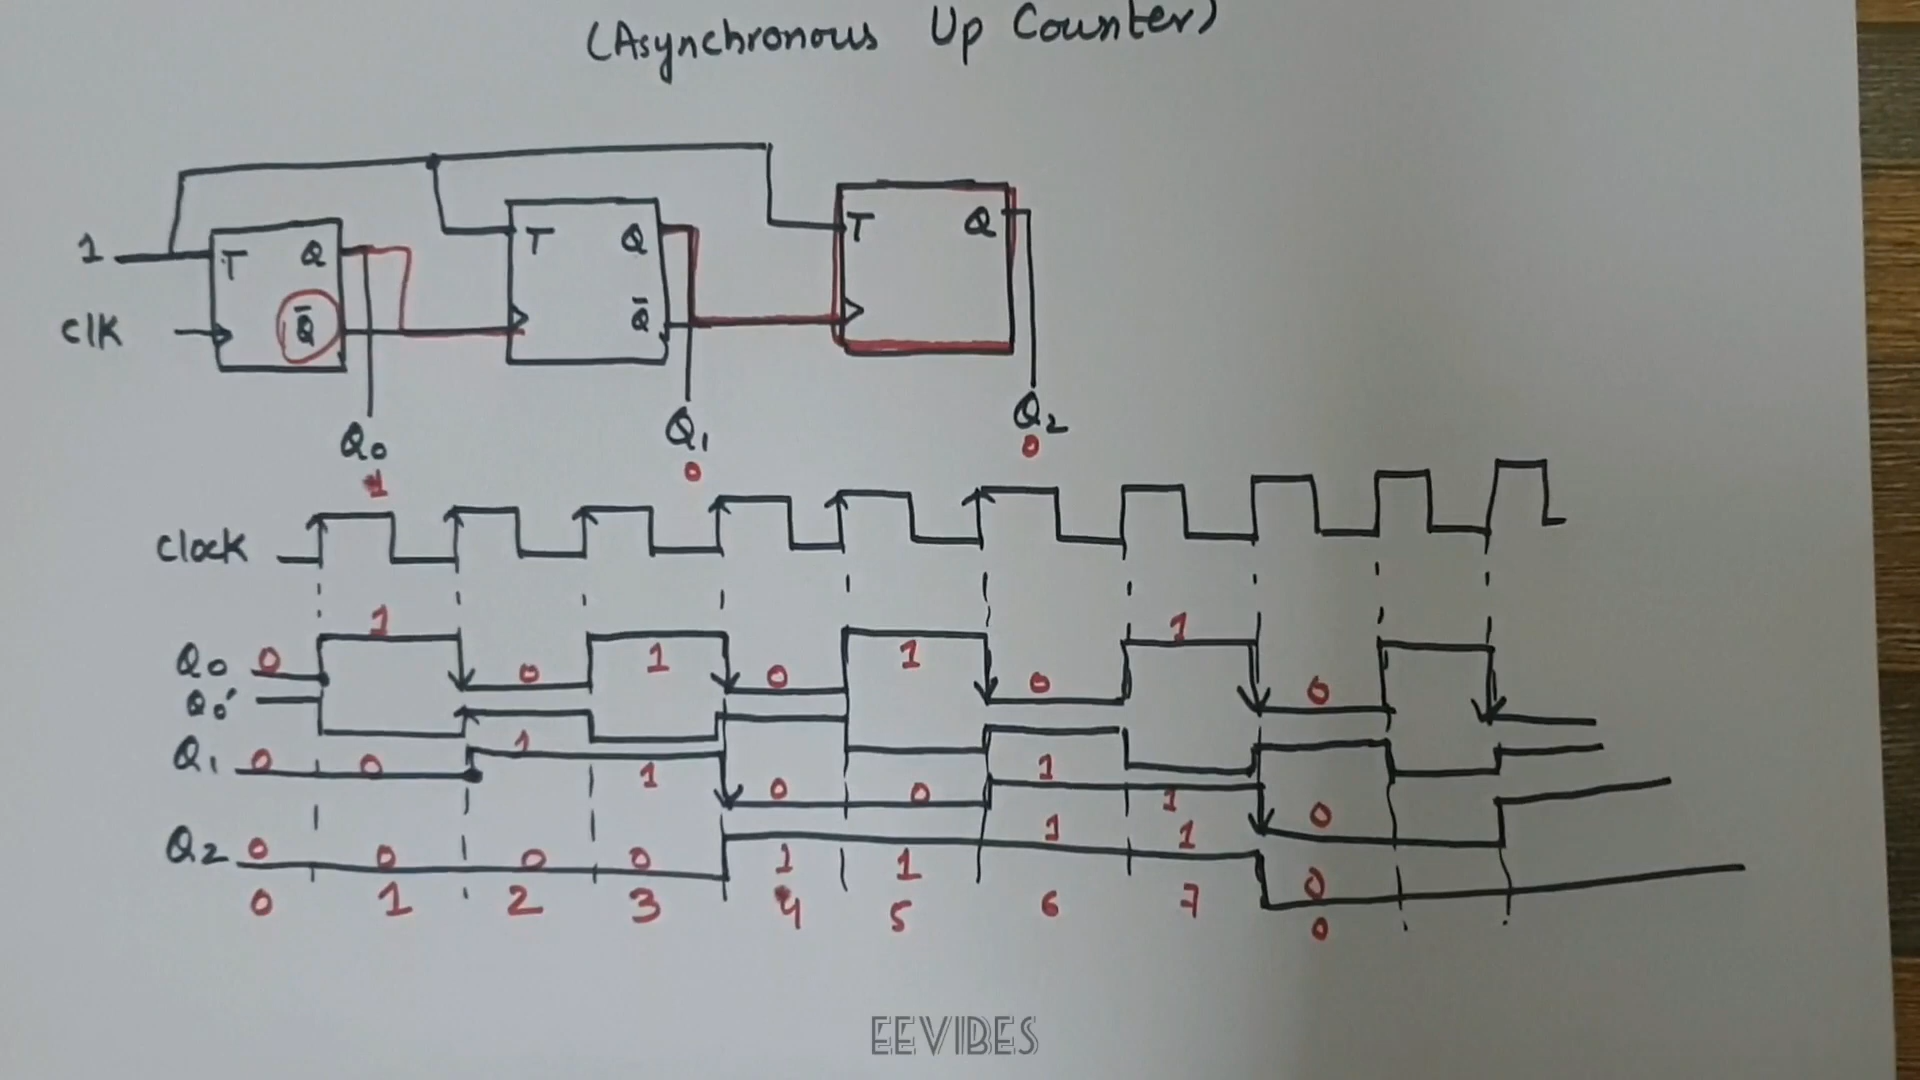 (Asynchronous Up Counter)
1 T Q T Q T Q
clk Q̅ Q̅
Q0 Q1 Q2
1 0 0
Clock
1 1
Q0 0 0 1 0 1 0 0
Q0'
Q1 0 0 1 1 0 0 1 1 0
Q2 0 0 0 0 1 1 1 1 0
0 1 2 3 4 5 6 7 0
EEVIBES